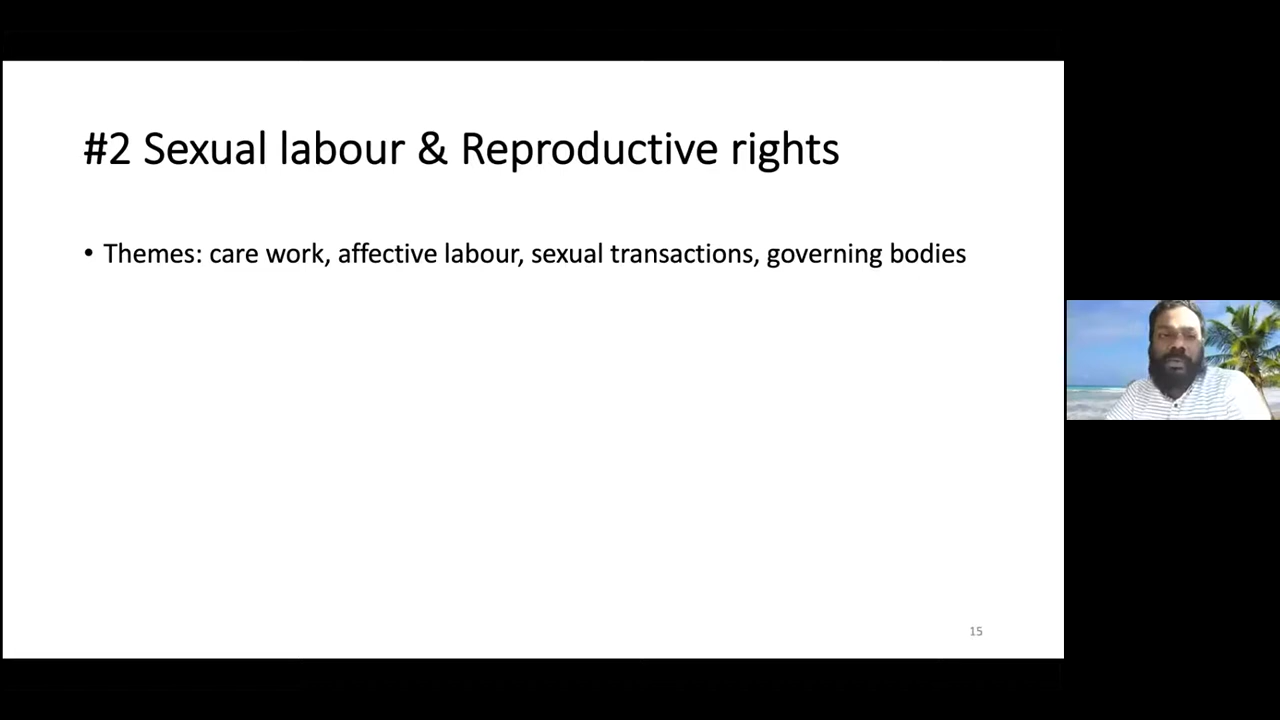 #2 Sexual labour & Reproductive rights
• Themes: care work, affective labour, sexual transactions, governing bodies
15